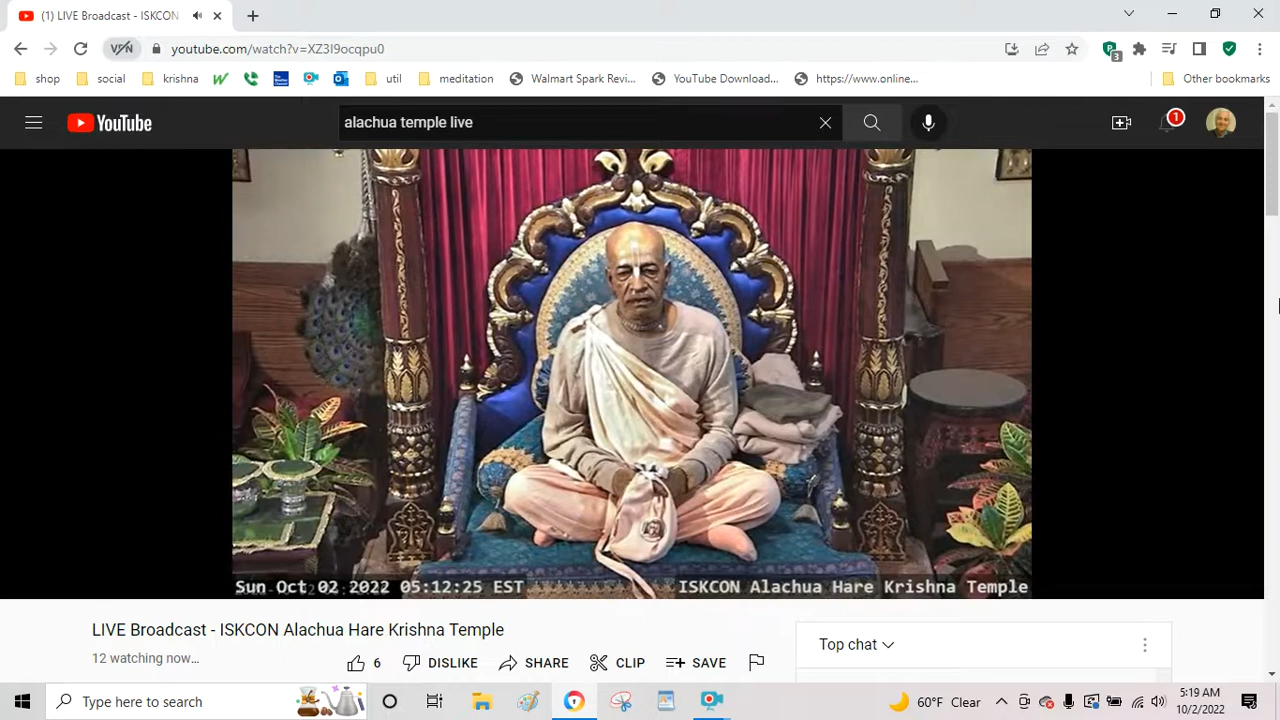 (1) LIVE Broadcast - ISKCON
youtube.com/watch?v=XZ3I9ocqpu0
VPN
3
shop social krishna util meditation Walmart Spark Revi... YouTube Download... https://www.online... Other bookmarks
YouTube
alachua temple live
1
Sun Oct 02 2022 05:12:25 EST
ISKCON Alachua Hare Krishna Temple
LIVE Broadcast - ISKCON Alachua Hare Krishna Temple
12 watching now...
6 DISLIKE SHARE CLIP SAVE
Top chat
Type here to search
60°F Clear
5:19 AM
10/2/2022